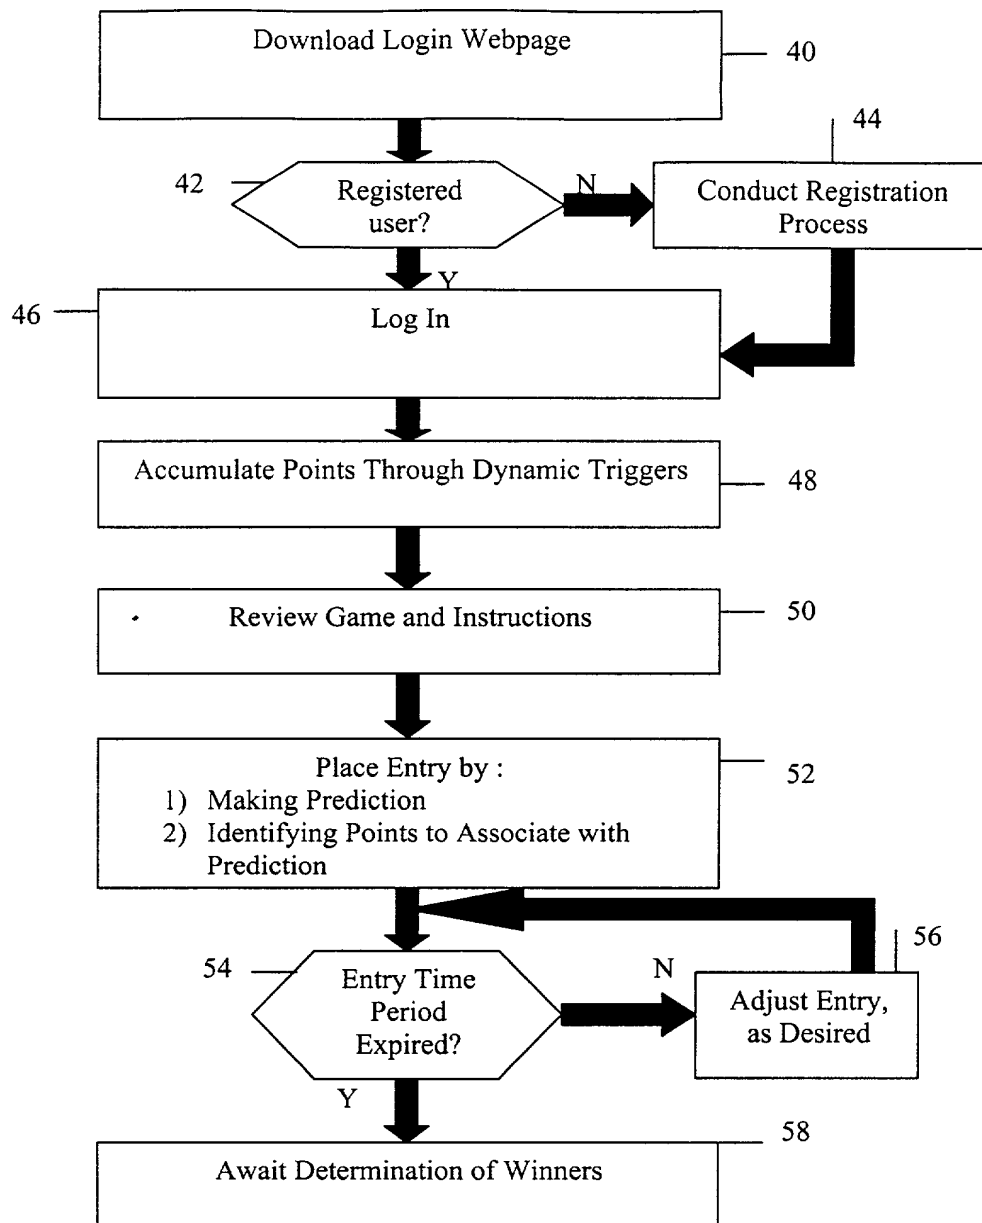 Download Login Webpage
40
44
42
Registered
user?
N
Conduct Registration
Process
Y
46
Log In
Accumulate Points Through Dynamic Triggers
48
Review Game and Instructions
50
Place Entry by :
52
1) Making Prediction
2) Identifying Points to Associate with
Prediction
56
54
Entry Time
Period
Expired?
N
Adjust Entry,
as Desired
Y
58
Await Determination of Winners